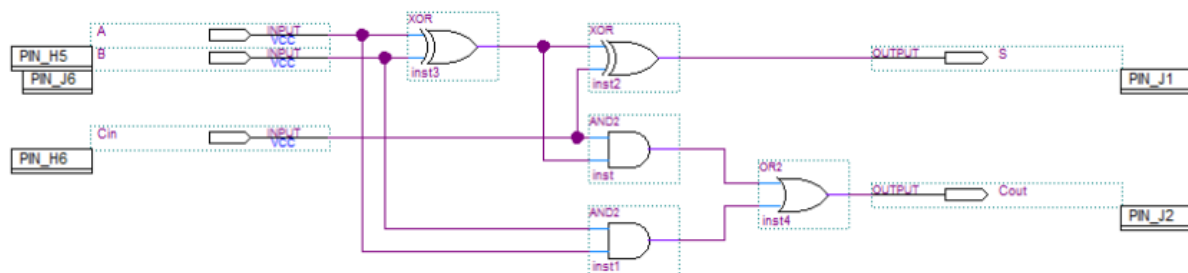 XOR
XOR
A
INPUT
VCC
OUTPUT
S
PIN_H5
B
INPUT
VCC
PIN_J6
inst3
inst2
PIN_J1
Cin
INPUT
VCC
AND2
PIN_H6
inst
OR2
OUTPUT
Cout
AND2
inst4
PIN_J2
inst1